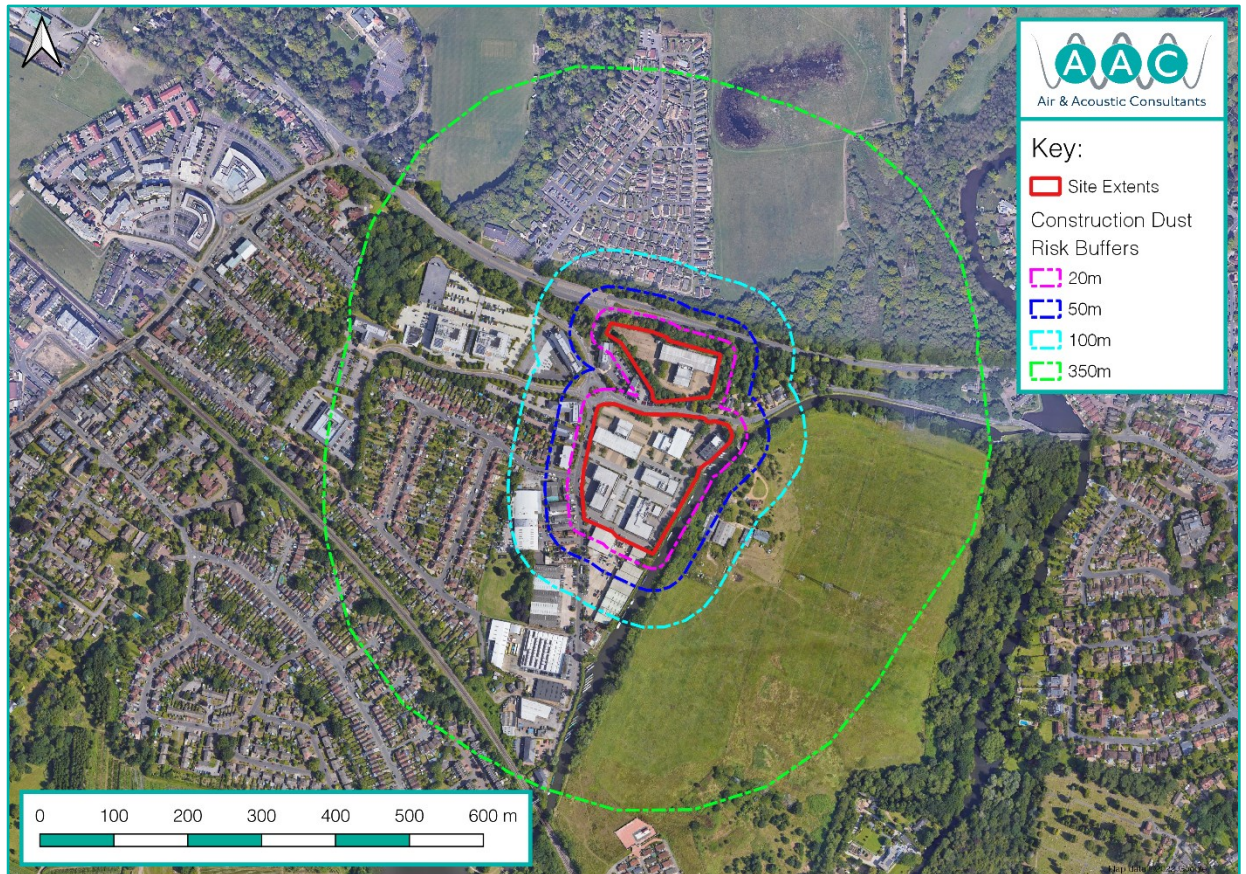 AAC
Air & Acoustic Consultants
Key:
Site Extents
Construction Dust
Risk Buffers
20m
50m
100m
350m
0 100 200 300 400 500 600 m